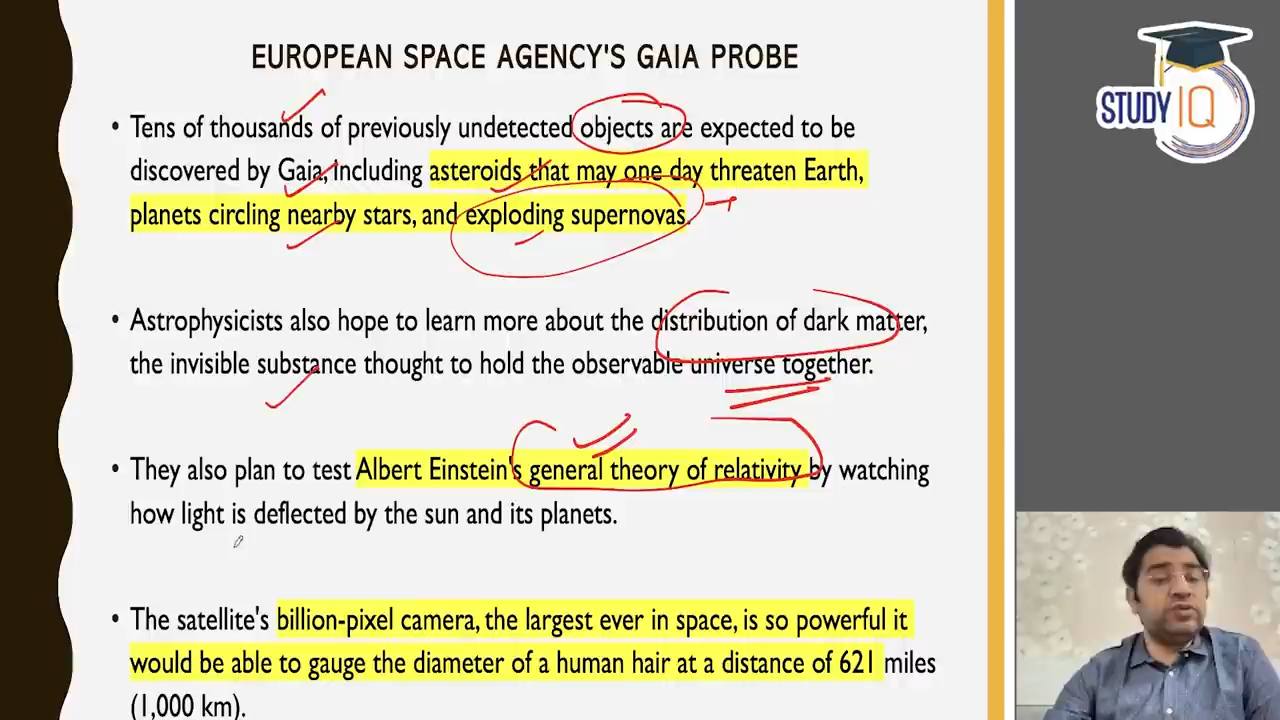 EUROPEAN SPACE AGENCY'S GAIA PROBE
STUDY IQ
• Tens of thousands of previously undetected objects are expected to be
discovered by Gaia, including asteroids that may one day threaten Earth,
planets circling nearby stars, and exploding supernovas.
• Astrophysicists also hope to learn more about the distribution of dark matter,
the invisible substance thought to hold the observable universe together.
• They also plan to test Albert Einstein's general theory of relativity by watching
how light is deflected by the sun and its planets.
• The satellite's billion-pixel camera, the largest ever in space, is so powerful it
would be able to gauge the diameter of a human hair at a distance of 621 miles
(1,000 km).